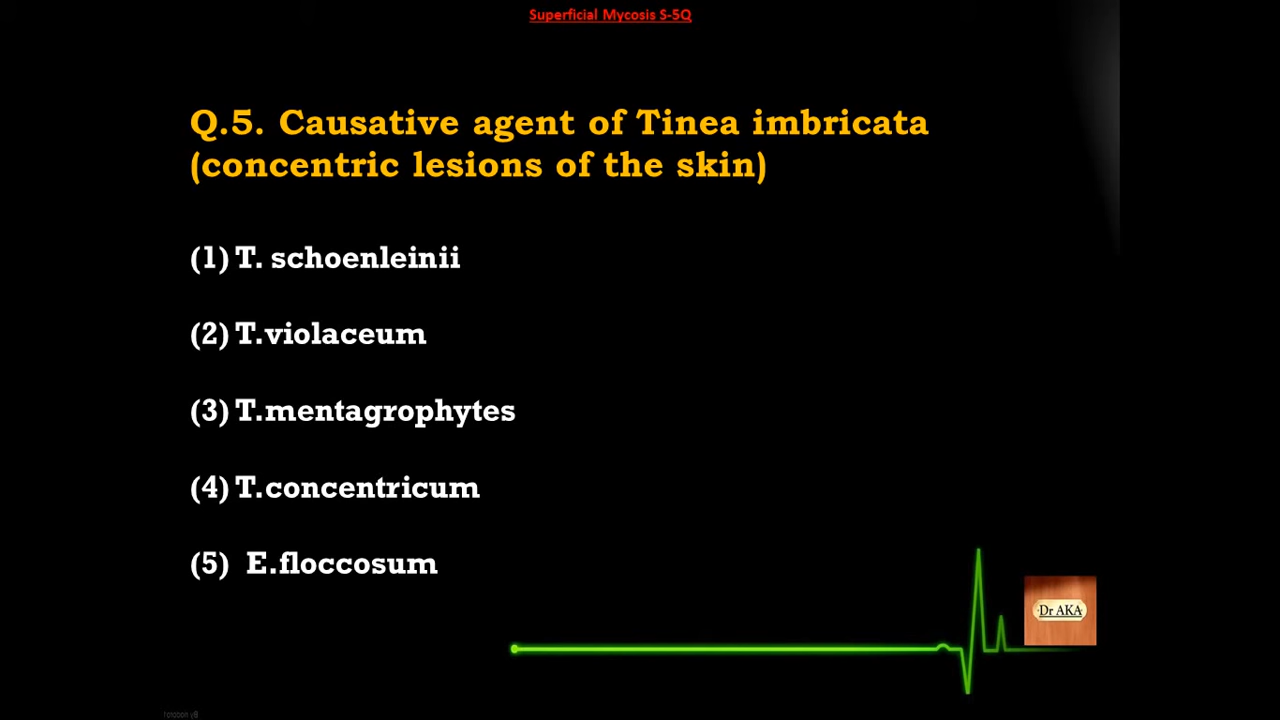 Superficial Mycosis S-5Q
Q.5. Causative agent of Tinea imbricata
(concentric lesions of the skin)
(1) T. schoenleinii
(2) T.violaceum
(3) T.mentagrophytes
(4) T.concentricum
(5) E.floccosum
Dr AKA